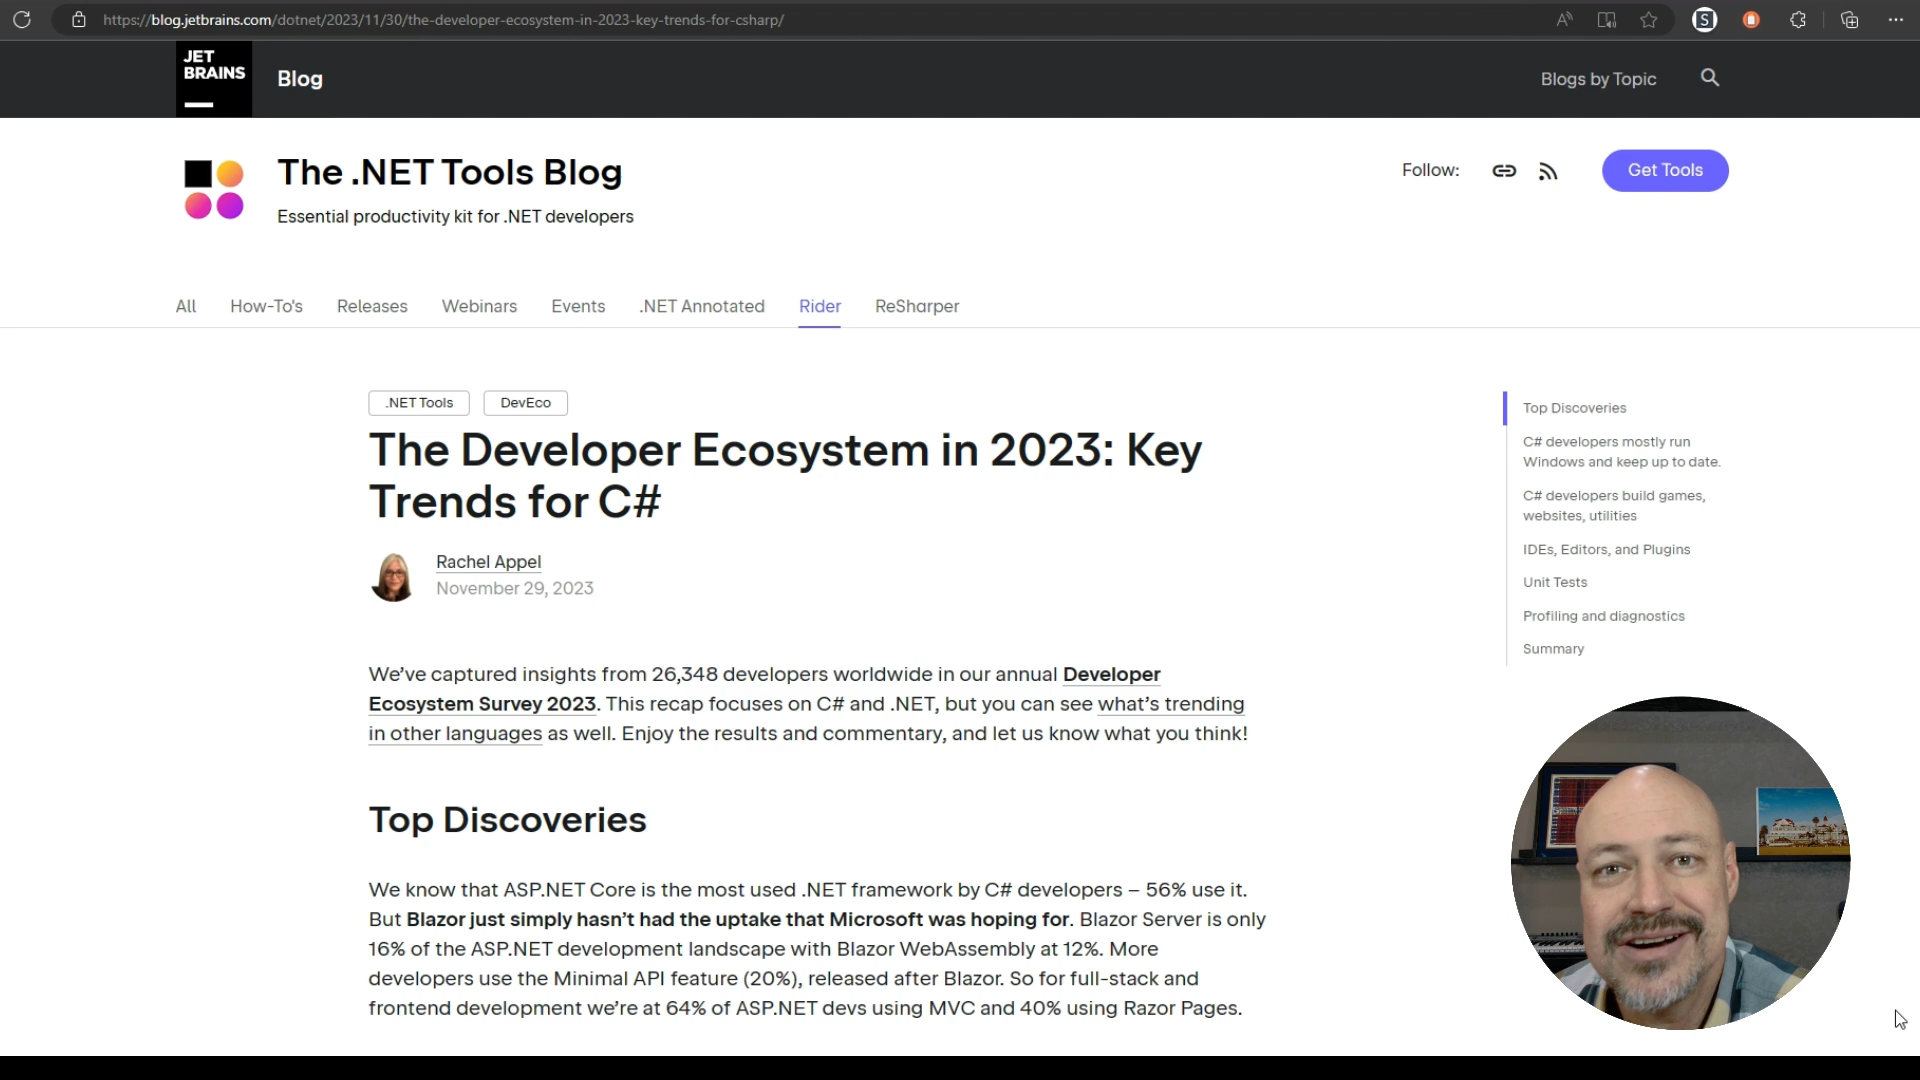 https://blog.jetbrains.com/dotnet/2023/11/30/the-developer-ecosystem-in-2023-key-trends-for-csharp/
JET
BRAINS
Blog
Blogs by Topic
The .NET Tools Blog
Essential productivity kit for .NET developers
Follow:
Get Tools
All How-To's Releases Webinars Events .NET Annotated Rider ReSharper
.NET Tools DevEco
The Developer Ecosystem in 2023: Key
Trends for C#
Rachel Appel
November 29, 2023
We’ve captured insights from 26,348 developers worldwide in our annual Developer
Ecosystem Survey 2023. This recap focuses on C# and .NET, but you can see what’s trending
in other languages as well. Enjoy the results and commentary, and let us know what you think!
Top Discoveries
We know that ASP.NET Core is the most used .NET framework by C# developers – 56% use it.
But Blazor just simply hasn’t had the uptake that Microsoft was hoping for. Blazor Server is only
16% of the ASP.NET development landscape with Blazor WebAssembly at 12%. More
developers use the Minimal API feature (20%), released after Blazor. So for full-stack and
frontend development we’re at 64% of ASP.NET devs using MVC and 40% using Razor Pages.
Top Discoveries
C# developers mostly run
Windows and keep up to date.
C# developers build games,
websites, utilities
IDEs, Editors, and Plugins
Unit Tests
Profiling and diagnostics
Summary